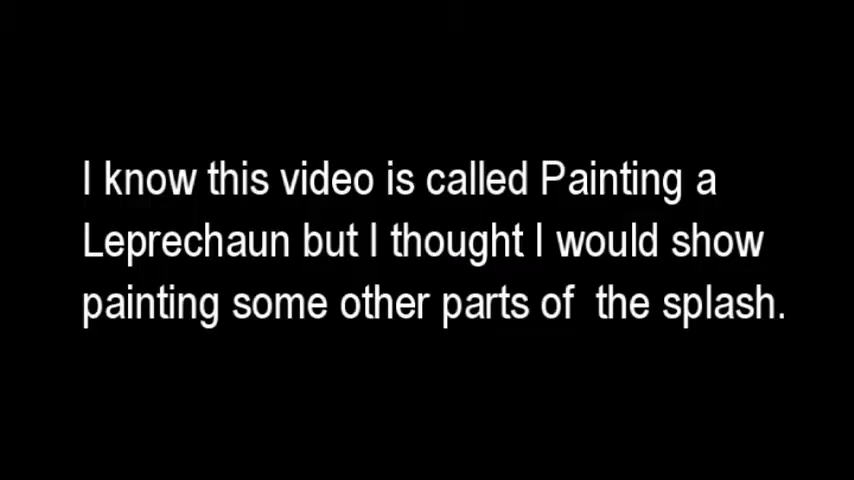 I know this video is called Painting a
Leprechaun but I thought I would show
painting some other parts of  the splash.